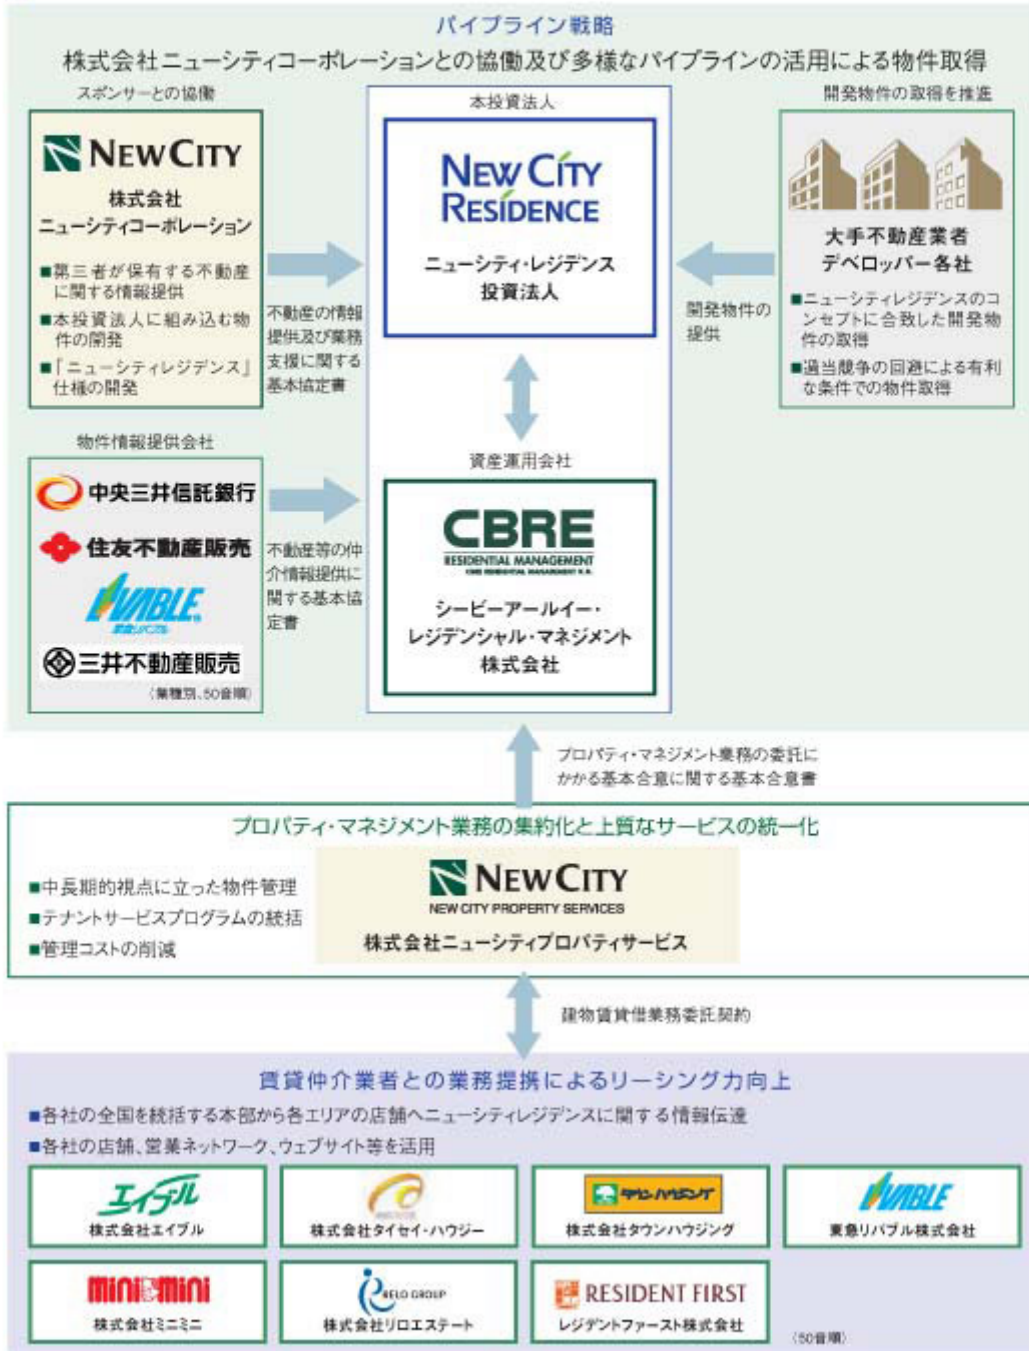 パイプライン戦略
株式会社ニューシティコーポレーションとの協働及び多様なパイプラインの活用による物件取得
スポンサーとの協働
NEW CITY
株式会社
ニューシティコーポレーション
■第三者が保有する不動産
に関する情報提供
■本投資法人に組み込む物
件の開発
■「ニューシティレジデンス」
仕様の開発
不動産の情報
提供及び業務
支援に関する
基本協定書
本投資法人
NEW CITY
RESIDENCE
ニューシティ・レジデンス
投資法人
開発物件の取得を推進
大手不動産業者
デベロッパー各社
■ニューシティレジデンスのコ
ンセプトに合致した開発物
件の取得
■過当競争の回避による有利
な条件での物件取得
開発物件の
提供
物件情報提供会社
中央三井信託銀行
住友不動産販売
LIVABLE
東急リバブル
三井不動産販売
(業種別、50音順)
不動産等の仲
介情報提供に
関する基本協
定書
資産運用会社
CBRE
RESIDENTIAL MANAGEMENT
CBRE RESIDENTIAL MANAGEMENT K.K.
シービーアールイー・
レジデンシャル・マネジメント
株式会社
プロパティ・マネジメント業務の委託に
かかる基本合意に関する基本合意書
プロパティ・マネジメント業務の集約化と上質なサービスの統一化
■中長期的視点に立った物件管理
■テナントサービスプログラムの統括
■管理コストの削減
NEW CITY
NEW CITY PROPERTY SERVICES
株式会社ニューシティプロパティサービス
建物賃貸借業務委託契約
賃貸仲介業者との業務提携によるリーシング力向上
■各社の全国を統括する本部から各エリアの店舗へニューシティレジデンスに関する情報伝達
■各社の店舗、営業ネットワーク、ウェブサイト等を活用
エイブル
株式会社エイブル
株式会社タイセイ・ハウジー
タウンハウジング
株式会社タウンハウジング
LIVABLE
東急リバブル株式会社
mini mini
株式会社ミニミニ
RELO GROUP
株式会社リロエステート
RESIDENT FIRST
レジデントファースト株式会社
(50音順)